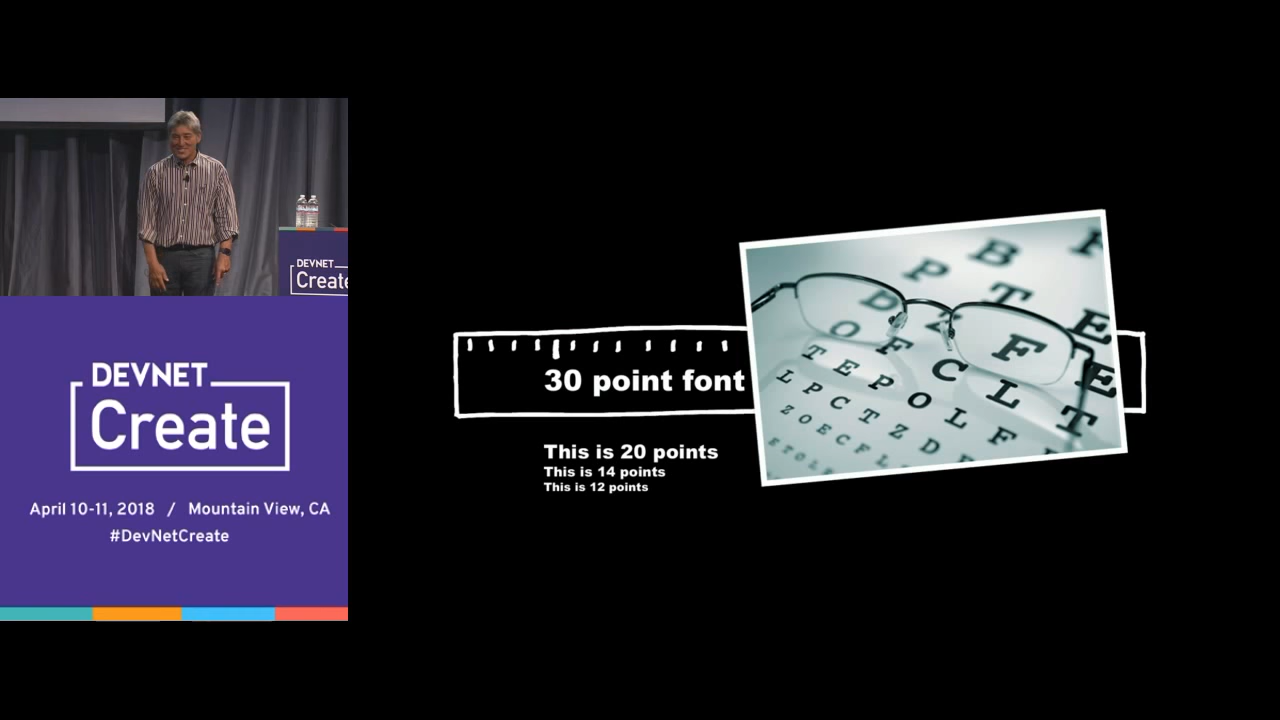 DEVNET
Create
DEVNET
Create
April 10-11, 2018 / Mountain View, CA
#DevNetCreate
30 point font
This is 20 points
This is 14 points
This is 12 points
B
P
T E
D Z F E
O F C L T
T E P O L F
L P C T Z D
Z O E C F L